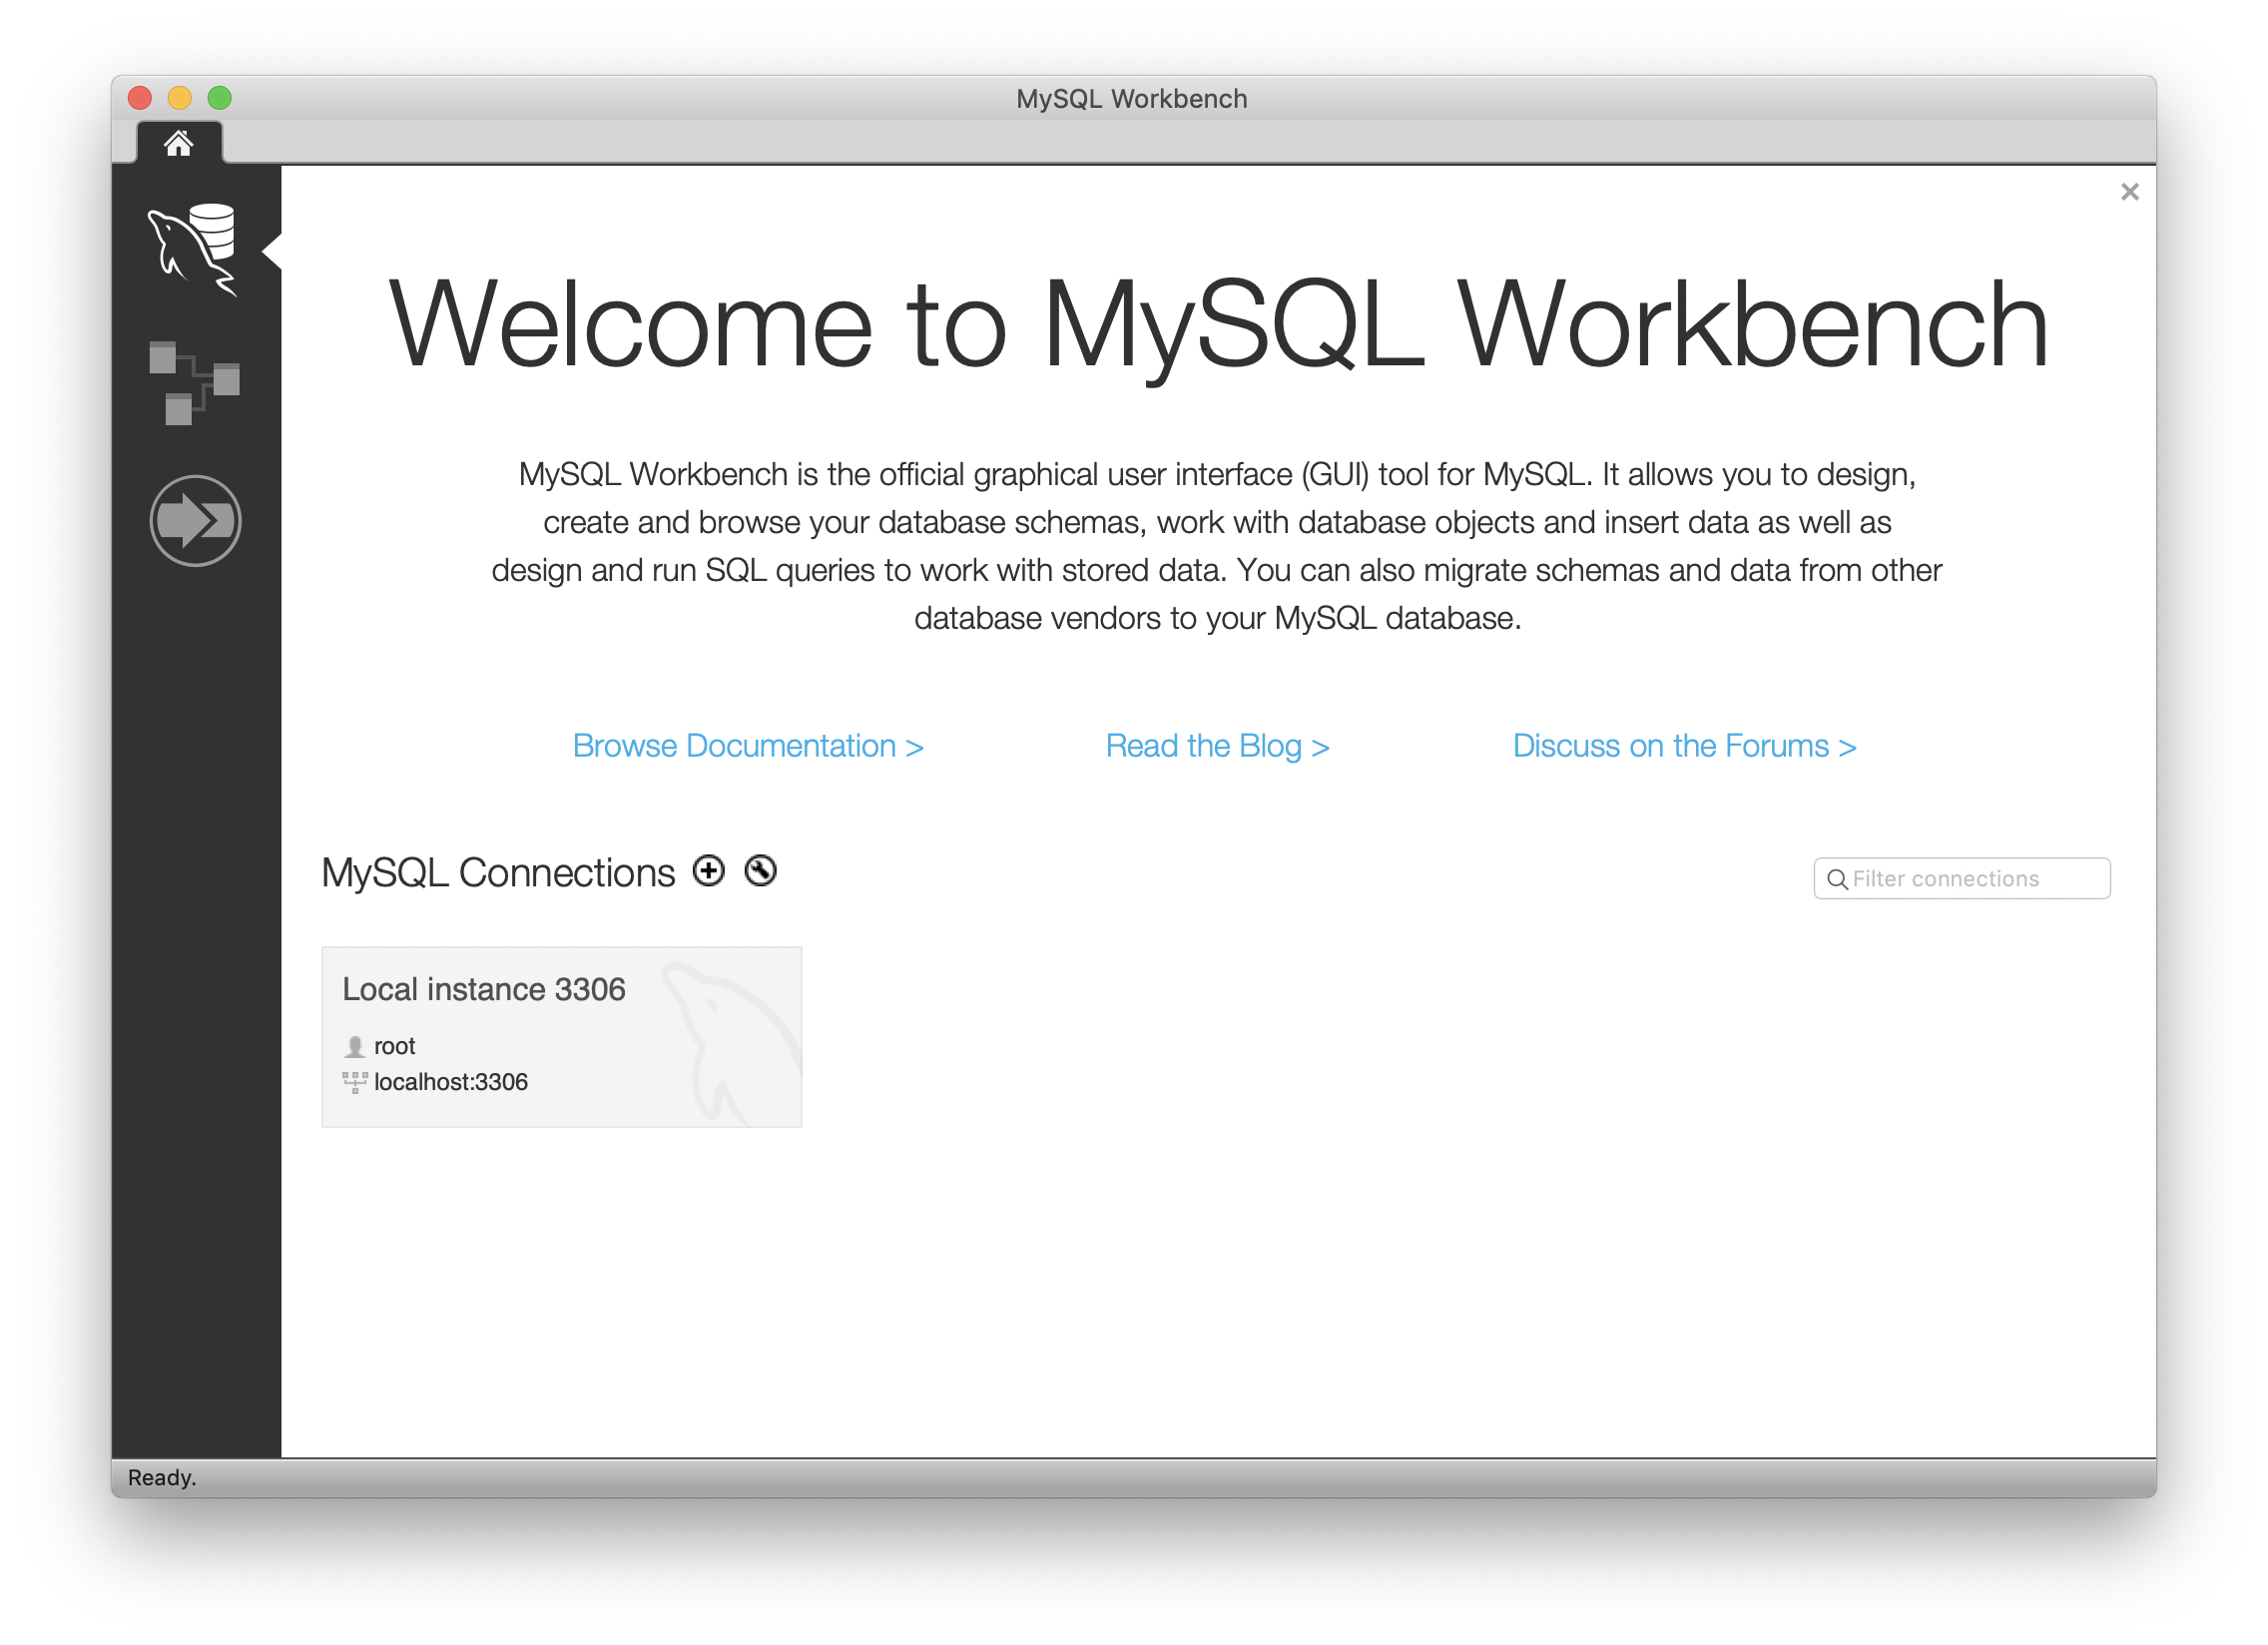 MySQL Workbench
Welcome to MySQL Workbench
MySQL Workbench is the official graphical user interface (GUI) tool for MySQL. It allows you to design,
create and browse your database schemas, work with database objects and insert data as well as
design and run SQL queries to work with stored data. You can also migrate schemas and data from other
database vendors to your MySQL database.
Browse Documentation > Read the Blog > Discuss on the Forums >
MySQL Connections
Filter connections
Local instance 3306
root
localhost:3306
Ready.